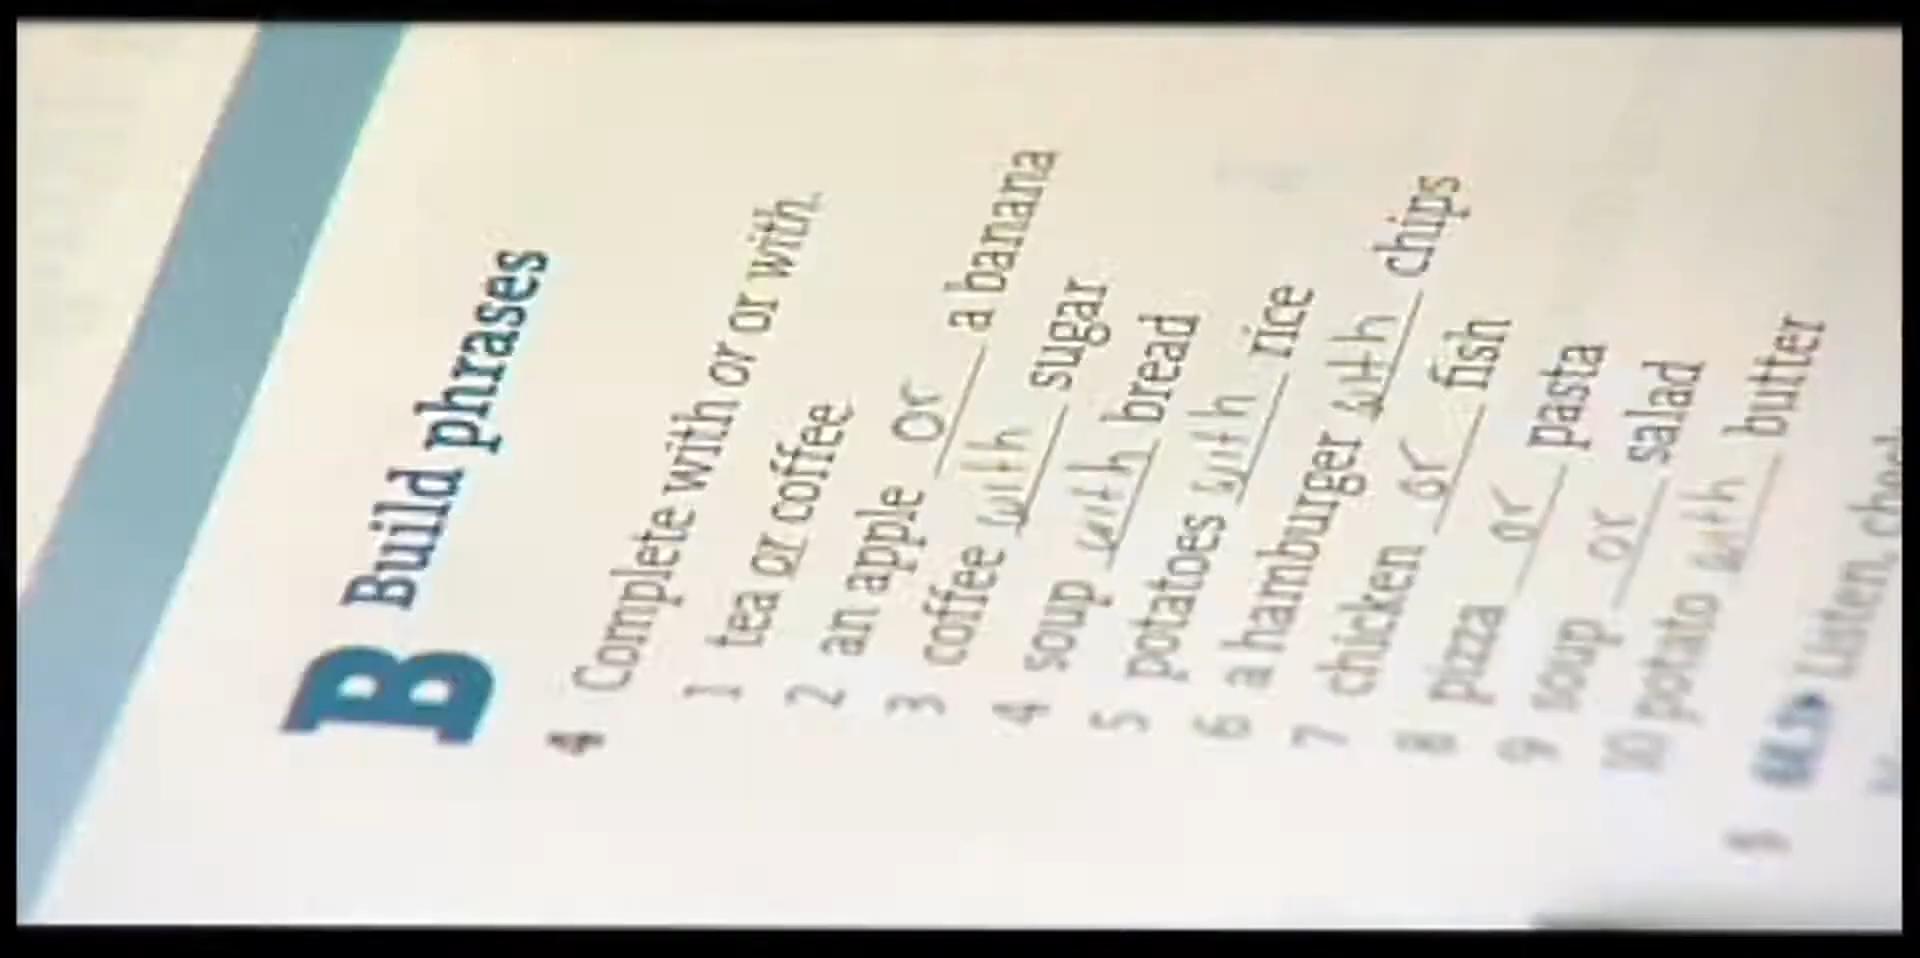 B Build phrases
4 Complete with or or with.
1 tea or coffee
2 an apple or a banana
3 coffee with sugar
4 soup with bread
5 potatoes with rice
6 a hamburger with chips
7 chicken or fish
8 pizza or pasta
9 soup or salad
10 potato with butter
5 Listen,